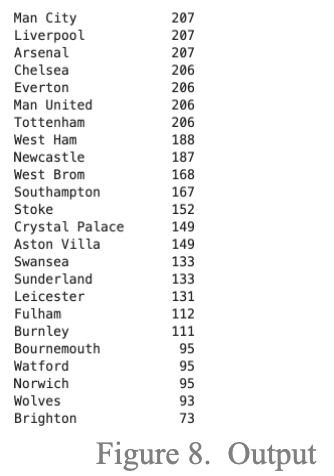 Man City 207
Liverpool 207
Arsenal 207
Chelsea 206
Everton 206
Man United 206
Tottenham 206
West Ham 188
Newcastle 187
West Brom 168
Southampton 167
Stoke 152
Crystal Palace 149
Aston Villa 149
Swansea 133
Sunderland 133
Leicester 131
Fulham 112
Burnley 111
Bournemouth 95
Watford 95
Norwich 95
Wolves 93
Brighton 73
Figure 8. Output